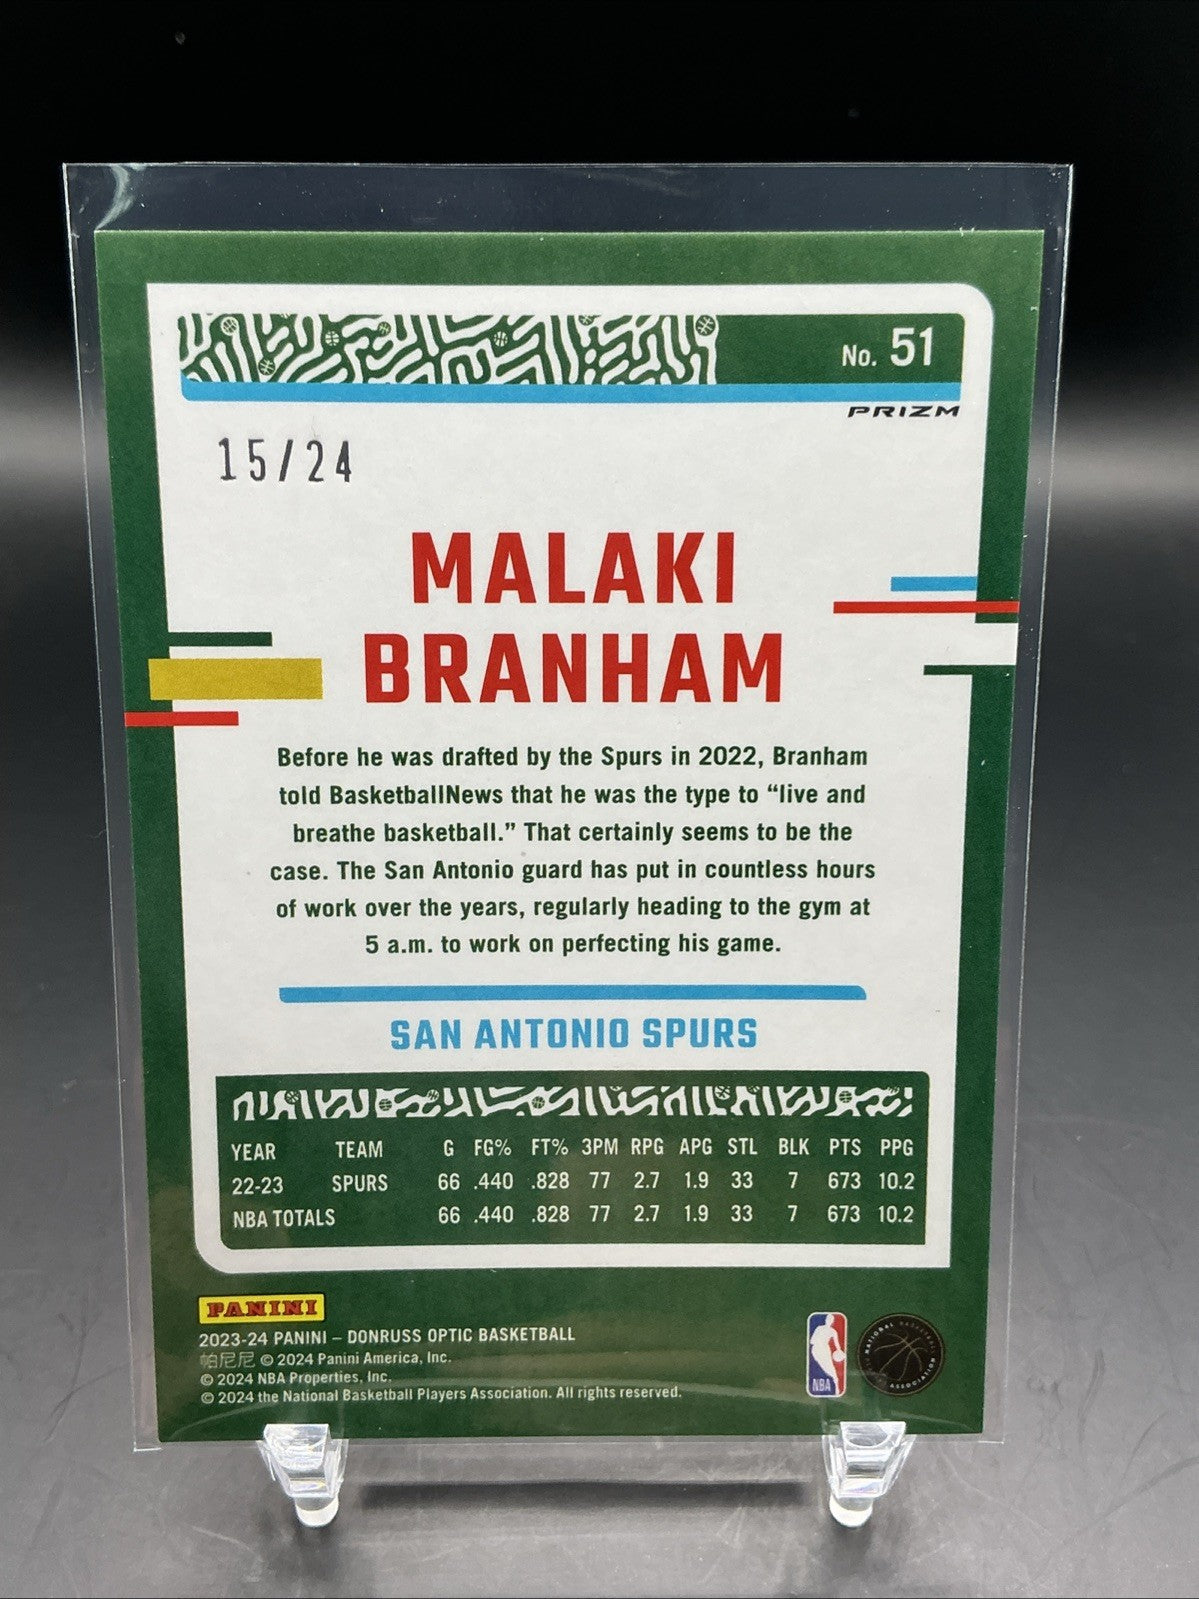 No. 51
PRIZM
15/24
MALAKI
BRANHAM
Before he was drafted by the Spurs in 2022, Branham
told BasketballNews that he was the type to “live and
breathe basketball.” That certainly seems to be the
case. The San Antonio guard has put in countless hours
of work over the years, regularly heading to the gym at
5 a.m. to work on perfecting his game.
SAN ANTONIO SPURS
YEAR TEAM G FG% FT% 3PM RPG APG STL BLK PTS PPG
22-23 SPURS 66 .440 .828 77 2.7 1.9 33 7 673 10.2
NBA TOTALS 66 .440 .828 77 2.7 1.9 33 7 673 10.2
PANINI
2023-24 PANINI – DONRUSS OPTIC BASKETBALL
帕尼尼 © 2024 Panini America, Inc.
© 2024 NBA Properties, Inc.
© 2024 the National Basketball Players Association. All rights reserved.
NBA
NATIONAL BASKETBALL
ASSOCIATION